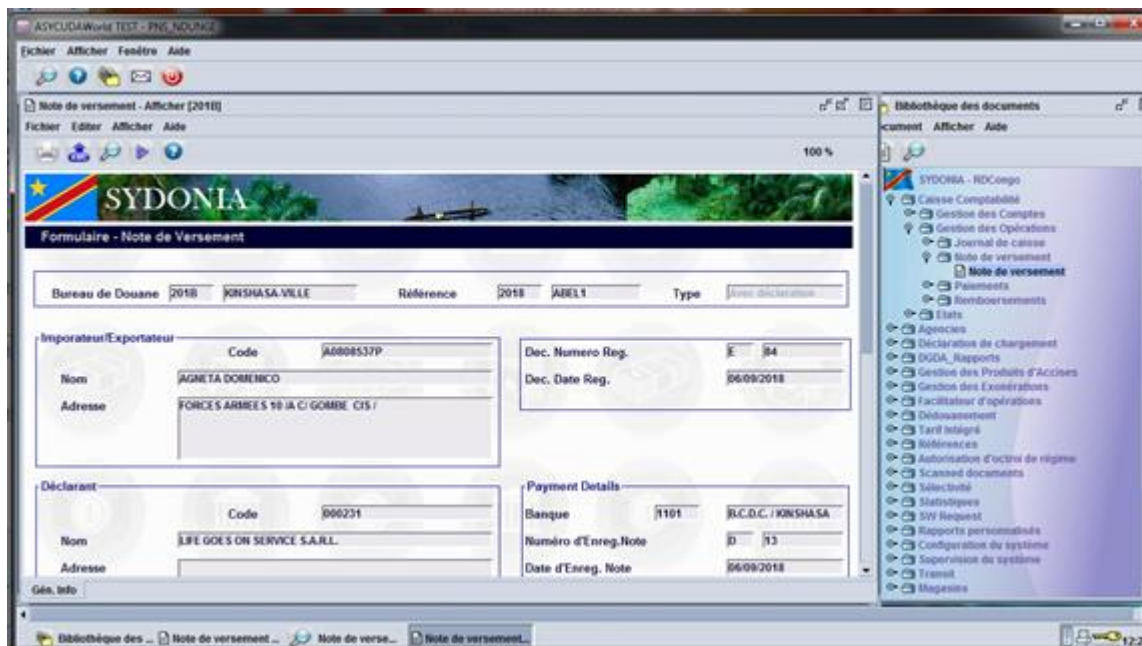 ASYCUDAWorld TEST - PNS_NDUNGE
Fichier Afficher Fenêtre Aide
Note de versement - Afficher [201B]
Fichier Editer Afficher Aide
100 %
SYDONIA
Formulaire - Note de Versement
Bureau de Douane 201B KINSHASA-VILLE Référence 2018 ABEL1 Type Avec déclaration
Imporateur/Exportateur
Code A0808537P
Nom AGNETA DOMENICO
Adresse FORCES ARMEES 10 /A C/ GOMBE CIS /
Dec. Numero Reg. E 84
Dec. Date Reg. 06/09/2018
Déclarant
Code 000231
Nom LIFE GOES ON SERVICE S.A.R.L.
Adresse
Payment Details
Banque 1101 B.C.D.C. / KINSHASA
Numéro d'Enreg.Note D 13
Date d'Enreg. Note 06/09/2018
Gén. Info
Bibliothèque des documents
cument Afficher Aide
SYDONIA - RDCongo
Caisse Comptabilité
Gestion des Comptes
Gestion des Opérations
Journal de caisse
Note de versement
Note de versement
Paiements
Remboursements
Etats
Agencies
Déclaration de chargement
DGDA_Rapports
Gestion des Produits d'Accises
Gestion des Exonérations
Facilitateur d'opérations
Dédouanement
Tarif Intégré
Références
Autorisation d'octroi de régime
Scanned documents
Sélectivité
Statistiques
SW Request
Rapports personnalisés
Configuration du système
Supervision du système
Transit
Magasins
Bibliothèque des ... Note de versement ... Note de verse... Note de versement...
12:2